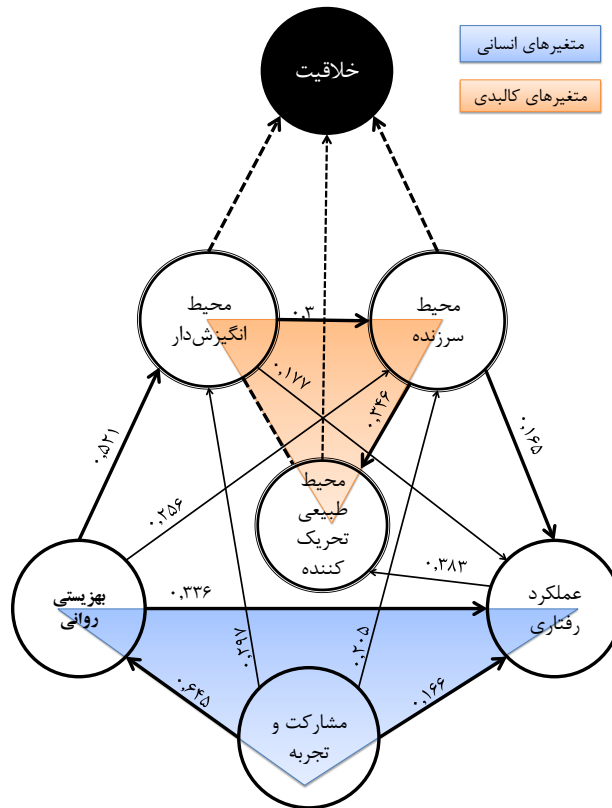 متغیرهای انسانی
متغیرهای کالبدی
خلاقیت
محیط
انگیزش‌دار
محیط
سرزنده
۰٫۳
۰٫۱۷۷
۰٫۳۴۶
۰٫۵۲۱
۰٫۱۶۵
محیط
طبیعی
تحریک
کننده
۰٫۲۵۶
۰٫۳۸۳
بهزیستی
روانی
۰٫۳۳۶
عملکرد
رفتاری
۰٫۲۹۷
۰٫۲۰۵
۰٫۶۴۵
۰٫۱۶۶
مشارکت و
تجربه